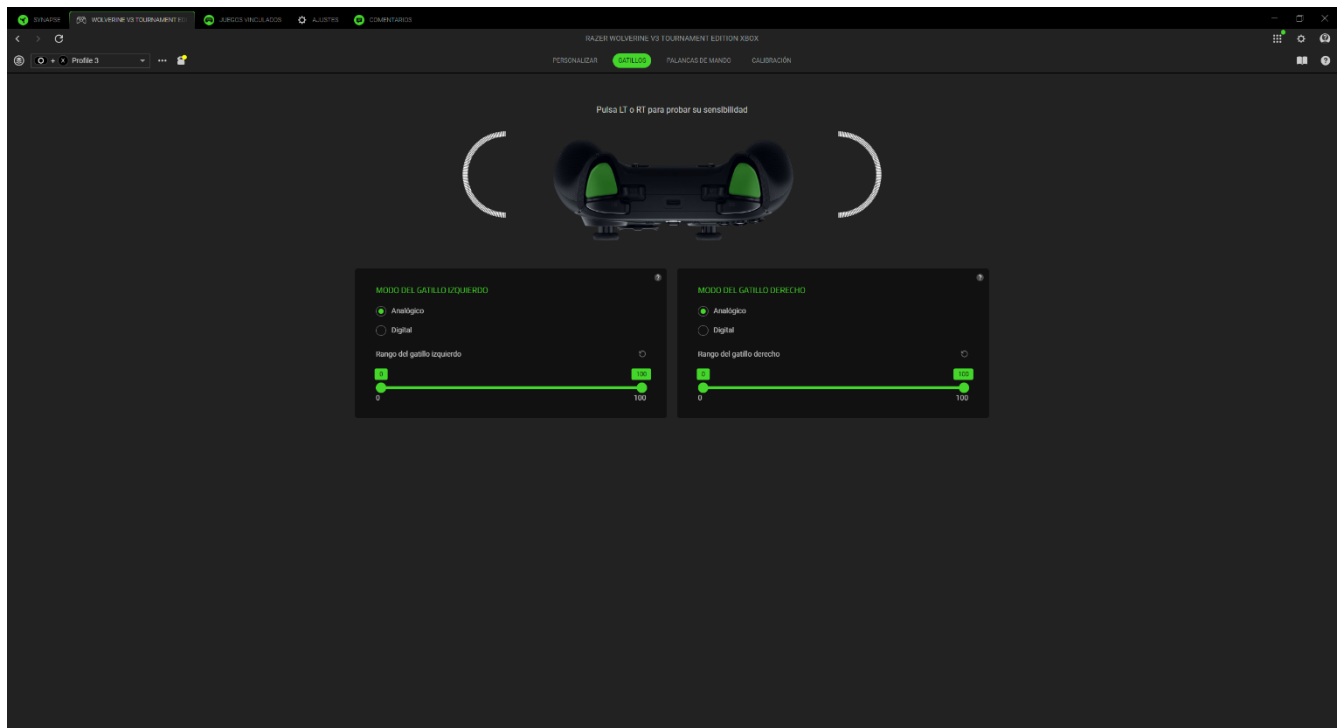 SYNAPSE WOLVERINE V3 TOURNAMENT EDI JUEGOS VINCULADOS AJUSTES COMENTARIOS
RAZER WOLVERINE V3 TOURNAMENT EDITION XBOX
Profile 3 PERSONALIZAR GATILLOS PALANCAS DE MANDO CALIBRACIÓN
Pulsa LT o RT para probar su sensibilidad
MODO DEL GATILLO IZQUIERDO
Analógico
Digital
Rango del gatillo izquierdo
0 100
0 100
MODO DEL GATILLO DERECHO
Analógico
Digital
Rango del gatillo derecho
0 100
0 100